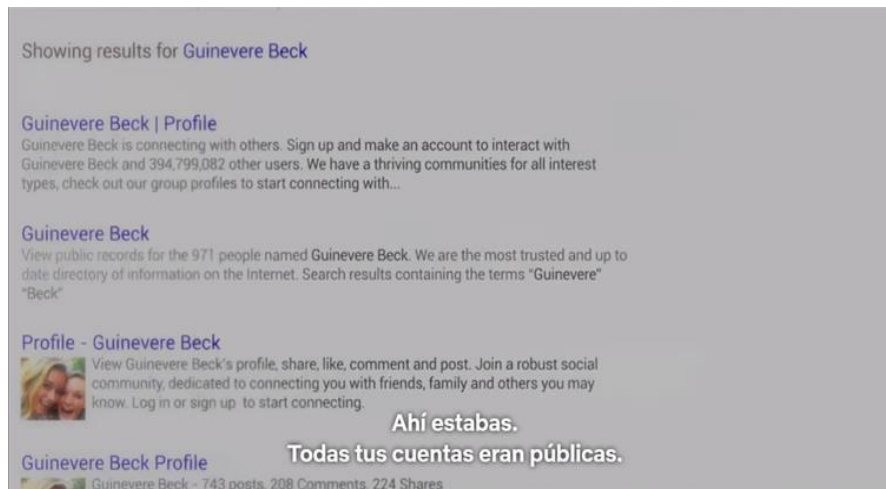 Showing results for Guinevere Beck
Guinevere Beck | Profile
Guinevere Beck is connecting with others. Sign up and make an account to interact with
Guinevere Beck and 394,799,082 other users. We have a thriving communities for all interest
types, check out our group profiles to start connecting with...
Guinevere Beck
View public records for the 971 people named Guinevere Beck. We are the most trusted and up to
date directory of information on the Internet. Search results containing the terms "Guinevere"
"Beck"
Profile - Guinevere Beck
View Guinevere Beck's profile, share, like, comment and post. Join a robust social
community, dedicated to connecting you with friends, family and others you may
know. Log in or sign up to start connecting.
Ahí estabas.
Todas tus cuentas eran públicas.
Guinevere Beck Profile
Guinevere Beck - 743 posts, 208 Comments, 224 Shares